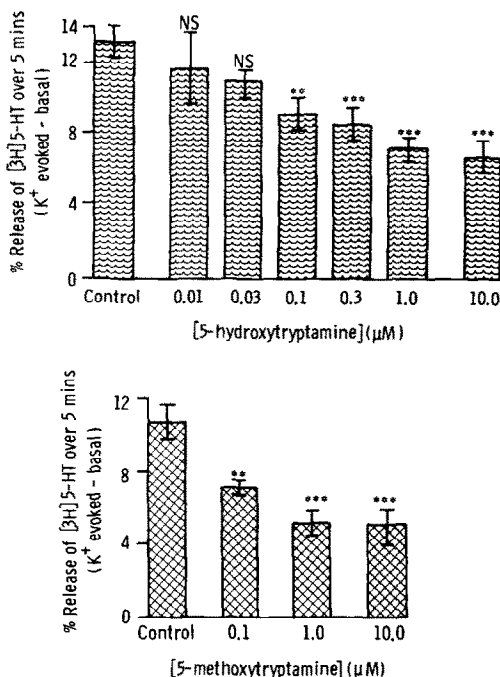 % Release of [3H]5-HT over 5 mins
(K+ evoked - basal)
14
12
8
4
0
NS
NS
**
***
***
***
Control 0.01 0.03 0.1 0.3 1.0 10.0
[5-hydroxytryptamine](μM)
% Release of [3H]5-HT over 5 mins
(K+ evoked - basal)
12
8
4
0
**
***
***
Control 0.1 1.0 10.0
[5-methoxytryptamine](μM)